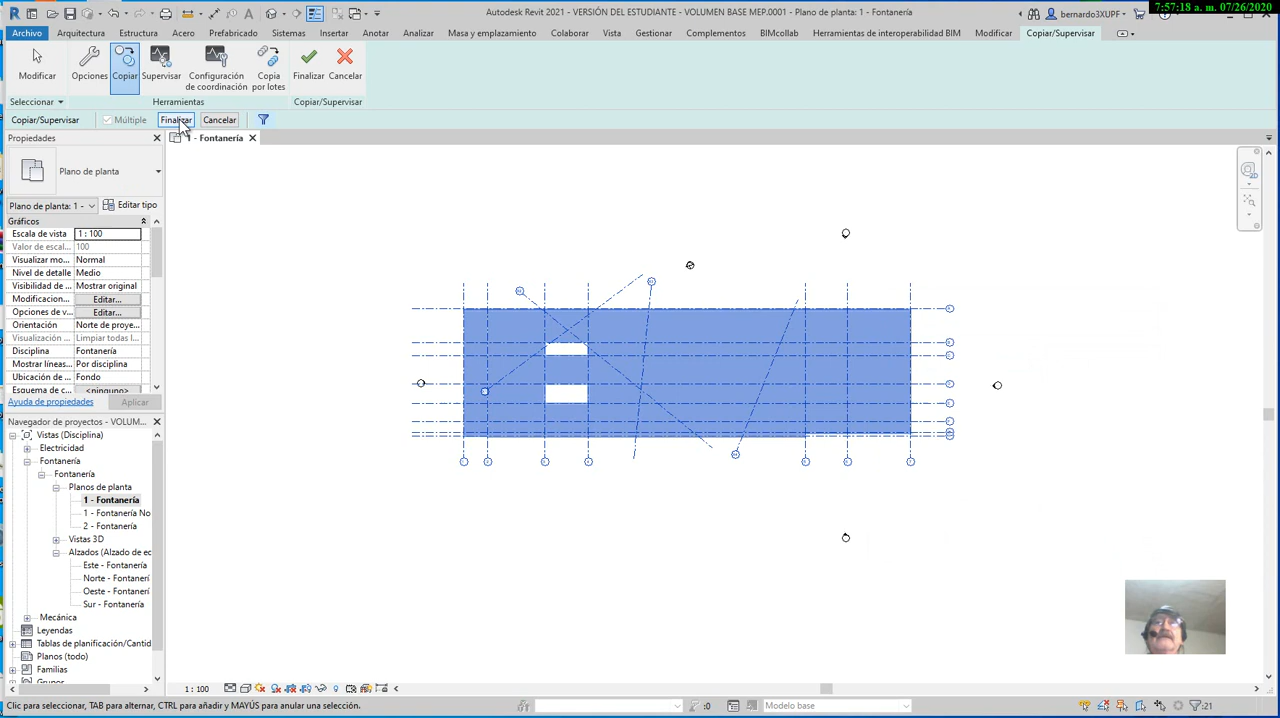 7:57:18 a. m. 07/26/2020
Autodesk Revit 2021 - VERSIÓN DEL ESTUDIANTE - VOLUMEN BASE MEP.0001 - Plano de planta: 1 - Fontanería
bernardo3XUPF
Archivo Arquitectura Estructura Acero Prefabricado Sistemas Insertar Anotar Analizar Masa y emplazamiento Colaborar Vista Gestionar Complementos BIMcollab Herramientas de interoperabilidad BIM Modificar Copiar/Supervisar
Modificar Opciones Copiar Supervisar Configuración de coordinación Copia por lotes Finalizar Cancelar
Seleccionar Herramientas Copiar/Supervisar
Copiar/Supervisar Múltiple Finalizar Cancelar
Propiedades
1 - Fontanería
Plano de planta
Plano de planta: 1 - Editar tipo
Gráficos
Escala de vista 1 : 100
Valor de escal... 100
Visualizar mo... Normal
Nivel de detalle Medio
Visibilidad de ... Mostrar original
Modificacion... Editar...
Opciones de v... Editar...
Orientación Norte de proye...
Visualización ... Limpiar todas l...
Disciplina Fontanería
Mostrar líneas... Por disciplina
Ubicación de ... Fondo
Esquema de c... <ninguno>
Ayuda de propiedades Aplicar
Navegador de proyectos - VOLUM...
Vistas (Disciplina)
Electricidad
Fontanería
Fontanería
Planos de planta
1 - Fontanería
1 - Fontanería No
2 - Fontanería
Vistas 3D
Alzados (Alzado de ec
Este - Fontanerí
Norte - Fontanerí
Oeste - Fontanerí
Sur - Fontanerí
Mecánica
Leyendas
Tablas de planificación/Cantid
Planos (todo)
Familias
Grupos
1 : 100
Clic para seleccionar, TAB para alternar, CTRL para añadir y MAYÚS para anular una selección.
:0
Modelo base
:21